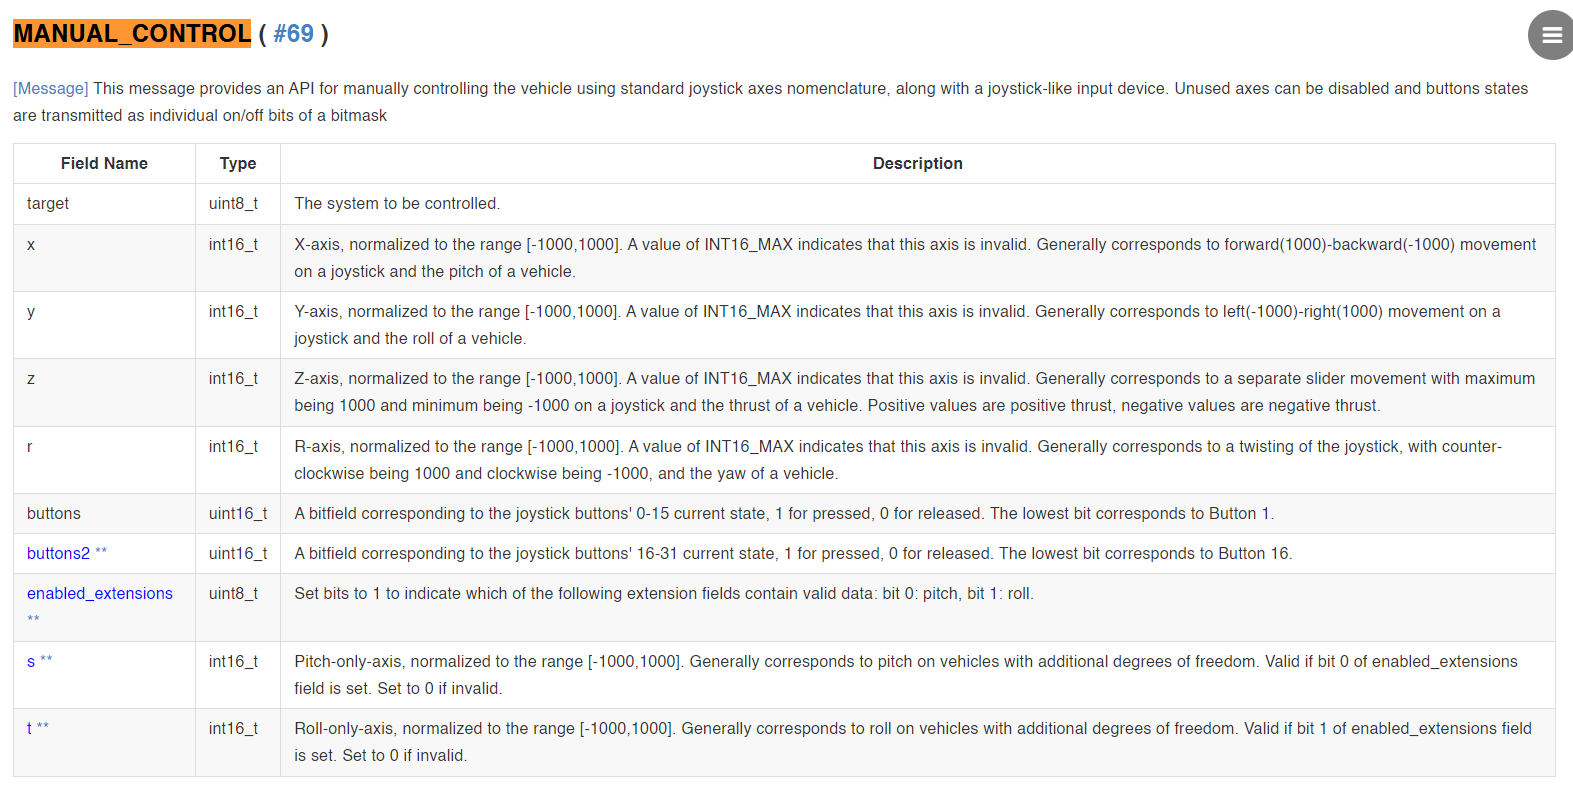 MANUAL_CONTROL ( #69 )
[Message] This message provides an API for manually controlling the vehicle using standard joystick axes nomenclature, along with a joystick-like input device. Unused axes can be disabled and buttons states
are transmitted as individual on/off bits of a bitmask
Field Name Type Description
target uint8_t The system to be controlled.
x int16_t X-axis, normalized to the range [-1000,1000]. A value of INT16_MAX indicates that this axis is invalid. Generally corresponds to forward(1000)-backward(-1000) movement
on a joystick and the pitch of a vehicle.
y int16_t Y-axis, normalized to the range [-1000,1000]. A value of INT16_MAX indicates that this axis is invalid. Generally corresponds to left(-1000)-right(1000) movement on a
joystick and the roll of a vehicle.
z int16_t Z-axis, normalized to the range [-1000,1000]. A value of INT16_MAX indicates that this axis is invalid. Generally corresponds to a separate slider movement with maximum
being 1000 and minimum being -1000 on a joystick and the thrust of a vehicle. Positive values are positive thrust, negative values are negative thrust.
r int16_t R-axis, normalized to the range [-1000,1000]. A value of INT16_MAX indicates that this axis is invalid. Generally corresponds to a twisting of the joystick, with counter-
clockwise being 1000 and clockwise being -1000, and the yaw of a vehicle.
buttons uint16_t A bitfield corresponding to the joystick buttons' 0-15 current state, 1 for pressed, 0 for released. The lowest bit corresponds to Button 1.
buttons2 ** uint16_t A bitfield corresponding to the joystick buttons' 16-31 current state, 1 for pressed, 0 for released. The lowest bit corresponds to Button 16.
enabled_extensions uint8_t Set bits to 1 to indicate which of the following extension fields contain valid data: bit 0: pitch, bit 1: roll.
**
s ** int16_t Pitch-only-axis, normalized to the range [-1000,1000]. Generally corresponds to pitch on vehicles with additional degrees of freedom. Valid if bit 0 of enabled_extensions
field is set. Set to 0 if invalid.
t ** int16_t Roll-only-axis, normalized to the range [-1000,1000]. Generally corresponds to roll on vehicles with additional degrees of freedom. Valid if bit 1 of enabled_extensions field
is set. Set to 0 if invalid.